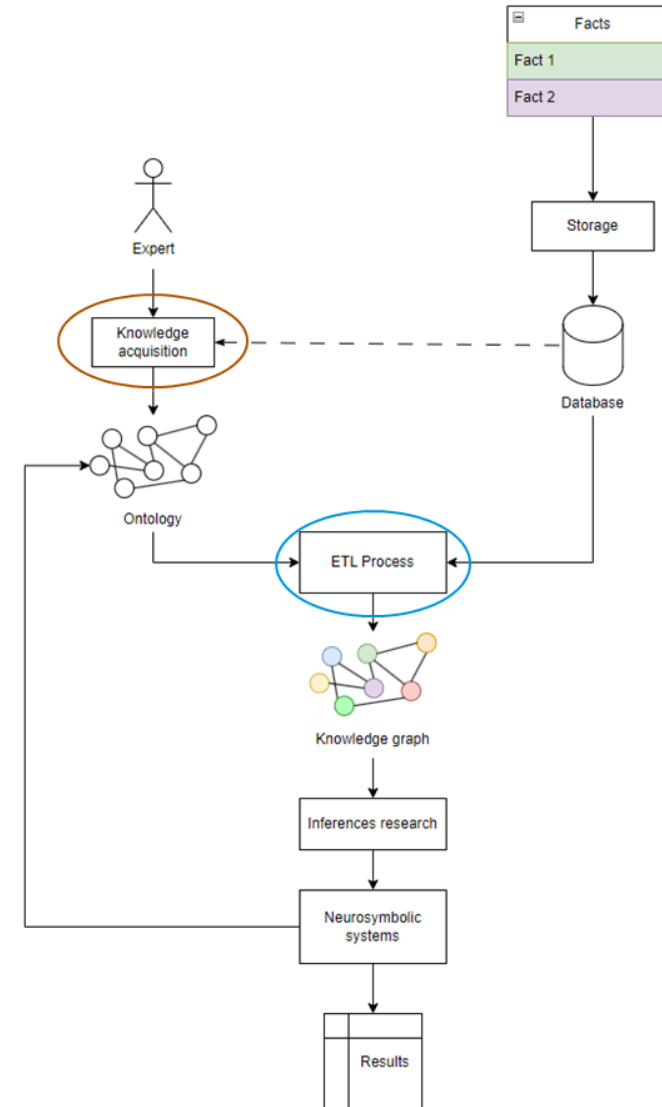 Facts
Fact 1
Fact 2
Storage
Expert
Knowledge
acquisition
Database
Ontology
ETL Process
Knowledge graph
Inferences research
Neurosymbolic
systems
Results